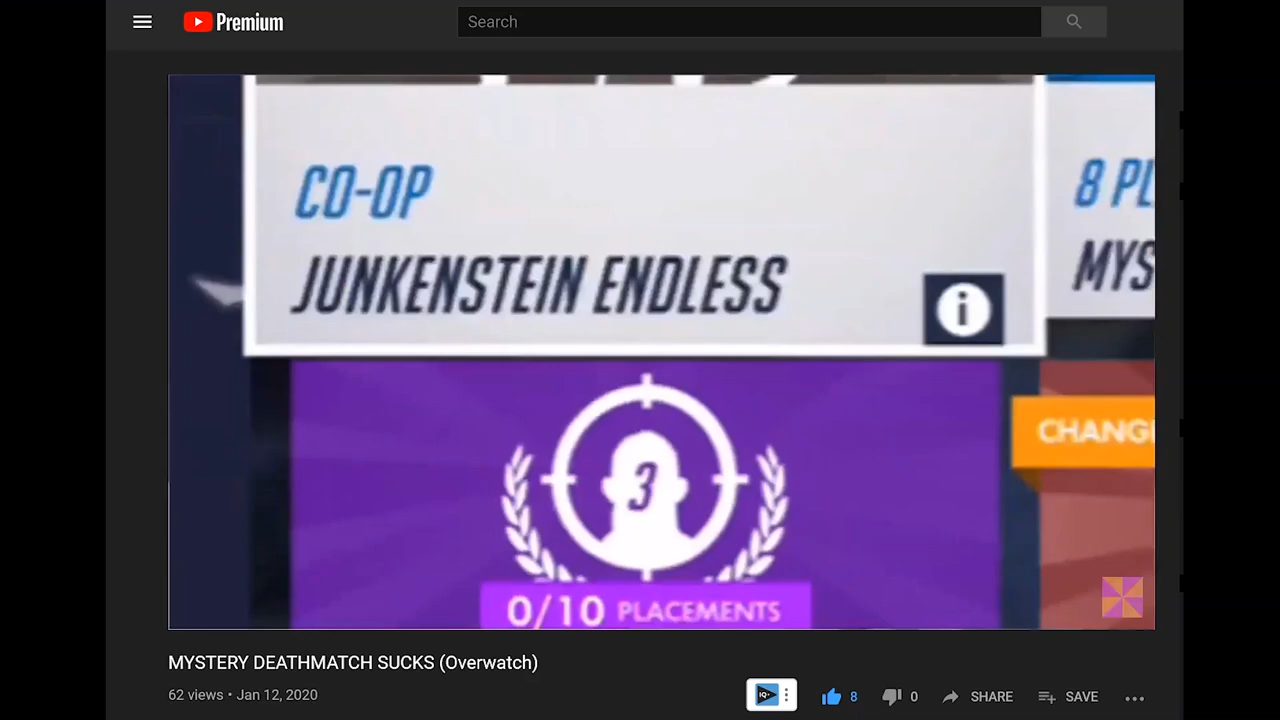 Premium
Search
CO-OP
JUNKENSTEIN ENDLESS
i
8 PL
MYS
CHANG
3
0/10 PLACEMENTS
MYSTERY DEATHMATCH SUCKS (Overwatch)
62 views • Jan 12, 2020
IQ+
8
0
SHARE
SAVE